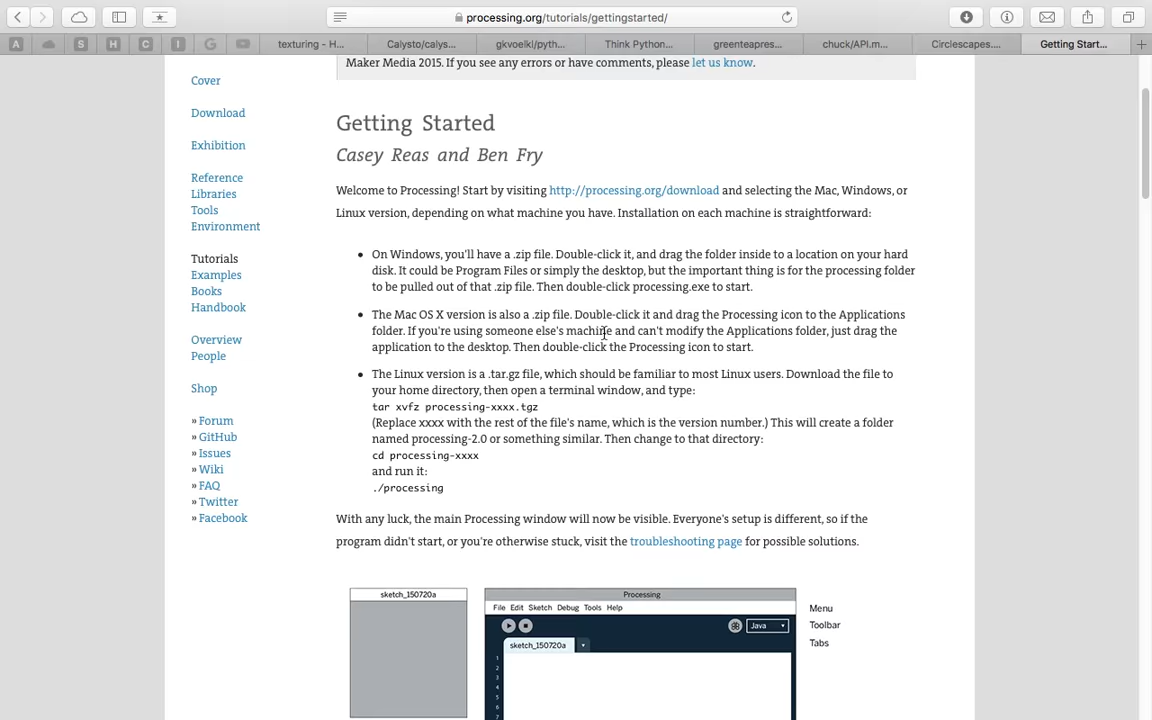 processing.org/tutorials/gettingstarted/
A S H C I G
texturing - H...
Calysto/calys...
gkvoelkl/pyth...
Think Python...
greenteapres...
chuck/API.m...
Circlescapes....
Getting Start...
Maker Media 2015. If you see any errors or have comments, please let us know.
Cover
Download
Exhibition
Reference
Libraries
Tools
Environment
Tutorials
Examples
Books
Handbook
Overview
People
Shop
» Forum
» GitHub
» Issues
» Wiki
» FAQ
» Twitter
» Facebook
Getting Started
Casey Reas and Ben Fry
Welcome to Processing! Start by visiting http://processing.org/download and selecting the Mac, Windows, or
Linux version, depending on what machine you have. Installation on each machine is straightforward:
• On Windows, you'll have a .zip file. Double-click it, and drag the folder inside to a location on your hard
disk. It could be Program Files or simply the desktop, but the important thing is for the processing folder
to be pulled out of that .zip file. Then double-click processing.exe to start.
• The Mac OS X version is also a .zip file. Double-click it and drag the Processing icon to the Applications
folder. If you're using someone else's machine and can't modify the Applications folder, just drag the
application to the desktop. Then double-click the Processing icon to start.
• The Linux version is a .tar.gz file, which should be familiar to most Linux users. Download the file to
your home directory, then open a terminal window, and type:
tar xvfz processing-xxxx.tgz
(Replace xxxx with the rest of the file's name, which is the version number.) This will create a folder
named processing-2.0 or something similar. Then change to that directory:
cd processing-xxxx
and run it:
./processing
With any luck, the main Processing window will now be visible. Everyone's setup is different, so if the
program didn't start, or you're otherwise stuck, visit the troubleshooting page for possible solutions.
sketch_150720a
Processing
File Edit Sketch Debug Tools Help
Java
sketch_150720a
1
2
3
4
5
6
7
Menu
Toolbar
Tabs